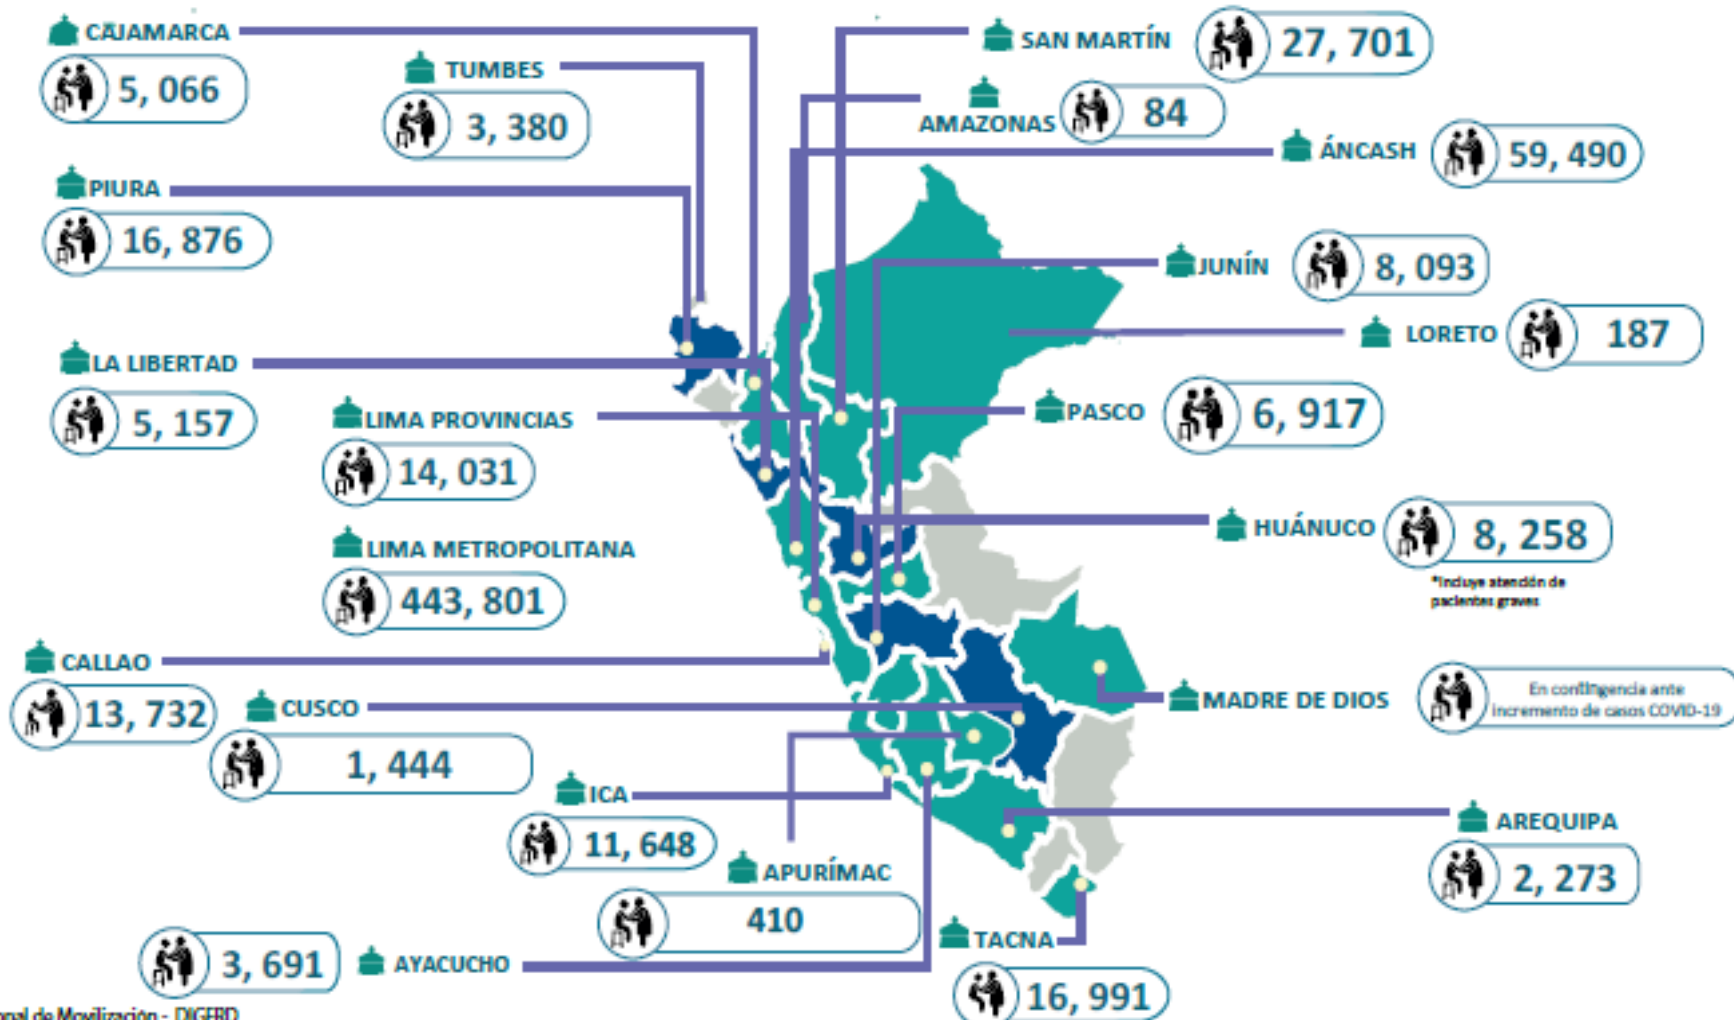 CAJAMARCA
5, 066
TUMBES
3, 380
SAN MARTÍN
27, 701
AMAZONAS
84
ÁNCASH
59, 490
PIURA
16, 876
JUNÍN
8, 093
LORETO
187
LA LIBERTAD
5, 157
LIMA PROVINCIAS
14, 031
PASCO
6, 917
LIMA METROPOLITANA
443, 801
HUÁNUCO
8, 258
*Incluye atención de
pacientes graves
CALLAO
13, 732
CUSCO
1, 444
MADRE DE DIOS
En contingencia ante
incremento de casos COVID-19
ICA
11, 648
APURÍMAC
410
AREQUIPA
2, 273
3, 691
AYACUCHO
TACNA
16, 991
de Movilización - DIGERD